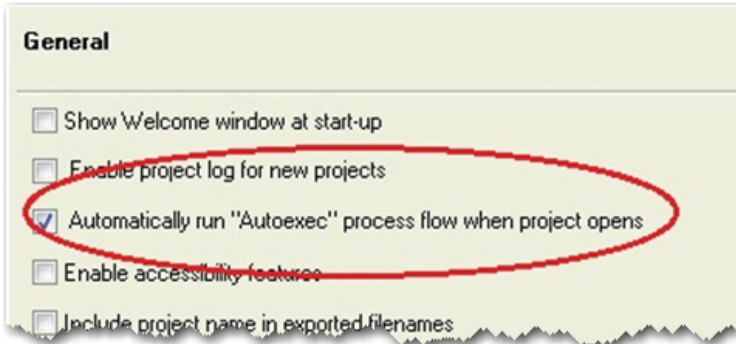 General
Show Welcome window at start-up
Enable project log for new projects
Automatically run "Autoexec" process flow when project opens
Enable accessibility features
Include project name in exported filenames